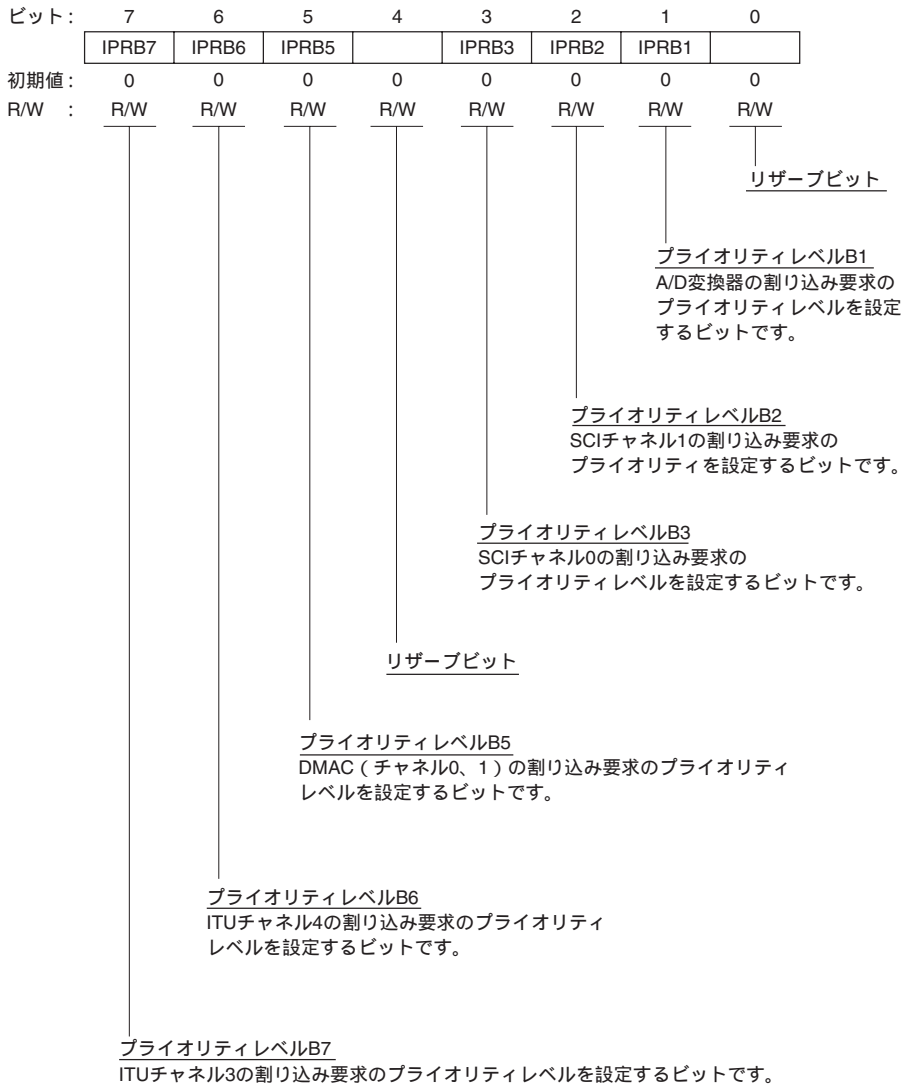 ビット： 7 6 5 4 3 2 1 0
IPRB7 IPRB6 IPRB5 IPRB3 IPRB2 IPRB1
初期値： 0 0 0 0 0 0 0 0
R/W ： R/W R/W R/W R/W R/W R/W R/W R/W
リザーブビット
プライオリティレベルB1
A/D変換器の割り込み要求の
プライオリティレベルを設定
するビットです。
プライオリティレベルB2
SCIチャネル1の割り込み要求の
プライオリティを設定するビットです。
プライオリティレベルB3
SCIチャネル0の割り込み要求の
プライオリティレベルを設定するビットです。
リザーブビット
プライオリティレベルB5
DMAC（チャネル0、1）の割り込み要求のプライオリティ
レベルを設定するビットです。
プライオリティレベルB6
ITUチャネル4の割り込み要求のプライオリティ
レベルを設定するビットです。
プライオリティレベルB7
ITUチャネル3の割り込み要求のプライオリティレベルを設定するビットです。